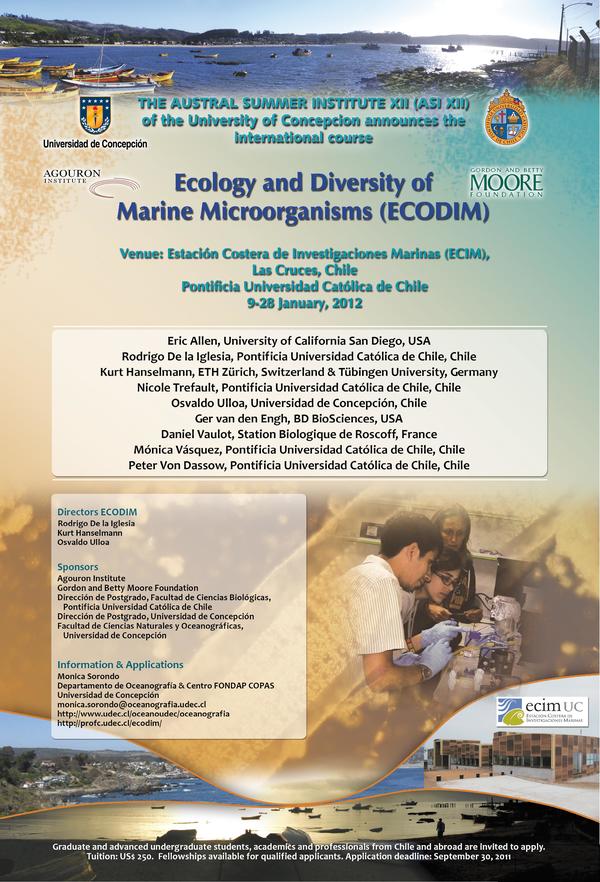 THE AUSTRAL SUMMER INSTITUTE XII (ASI XII)
of the University of Concepcion announces the
international course
Universidad de Concepción
AGOURON
INSTITUTE
GORDON AND BETTY
MOORE
FOUNDATION
Ecology and Diversity of
Marine Microorganisms (ECODIM)
Venue: Estación Costera de Investigaciones Marinas (ECIM),
Las Cruces, Chile
Pontificia Universidad Católica de Chile
9-28 January, 2012
Eric Allen, University of California San Diego, USA
Rodrigo De la Iglesia, Pontificia Universidad Católica de Chile, Chile
Kurt Hanselmann, ETH Zürich, Switzerland & Tübingen University, Germany
Nicole Trefault, Pontificia Universidad Católica de Chile, Chile
Osvaldo Ulloa, Universidad de Concepción, Chile
Ger van den Engh, BD BioSciences, USA
Daniel Vaulot, Station Biologique de Roscoff, France
Mónica Vásquez, Pontificia Universidad Católica de Chile, Chile
Peter Von Dassow, Pontificia Universidad Católica de Chile, Chile
Directors ECODIM
Rodrigo De la Iglesia
Kurt Hanselmann
Osvaldo Ulloa
Sponsors
Agouron Institute
Gordon and Betty Moore Foundation
Dirección de Postgrado, Facultad de Ciencias Biológicas,
Pontificia Universidad Católica de Chile
Dirección de Postgrado, Universidad de Concepción
Facultad de Ciencias Naturales y Oceanográficas,
Universidad de Concepción
Information & Applications
Monica Sorondo
Departamento de Oceanografía & Centro FONDAP COPAS
Universidad de Concepción
monica.sorondo@oceanografia.udec.cl
http://www.udec.cl/oceanoudec/oceanografia
http://profc.udec.cl/ecodim/
ecim UC
ESTACIÓN COSTERA DE
INVESTIGACIONES MARINAS
Graduate and advanced undergraduate students, academics and professionals from Chile and abroad are invited to apply.
Tuition: US$ 250. Fellowships available for qualified applicants. Application deadline: September 30, 2011